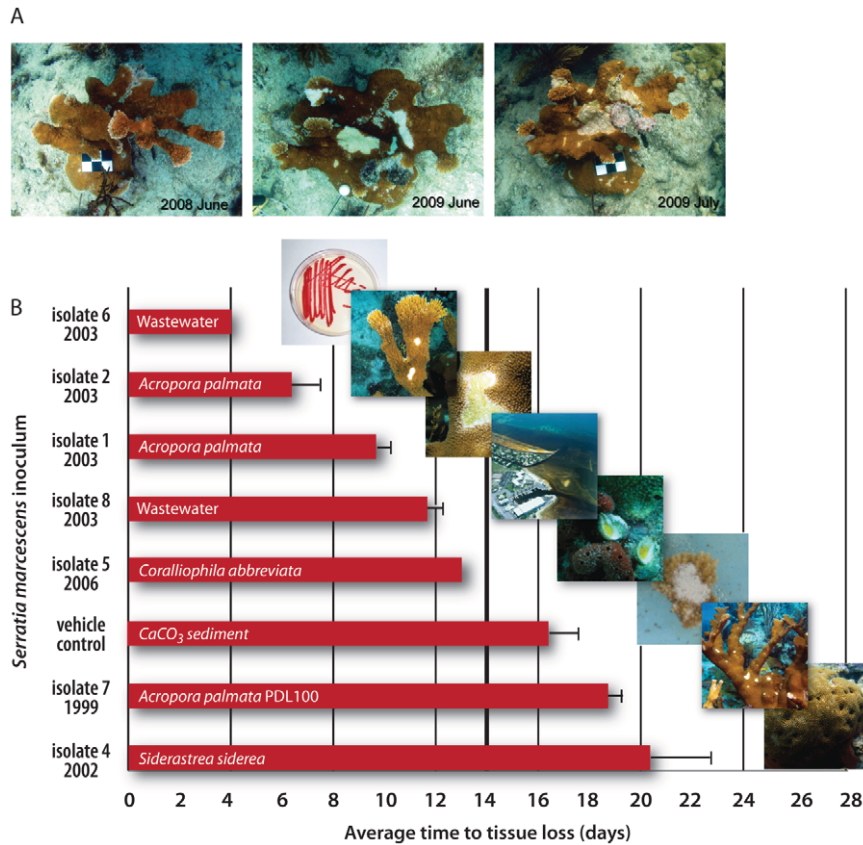 A
2008 June
2009 June
2009 July
B
Serratia marcescens inoculum
isolate 6
2003
Wastewater
isolate 2
2003
Acropora palmata
isolate 1
2003
Acropora palmata
isolate 8
2003
Wastewater
isolate 5
2006
Coralliophila abbreviata
vehicle
control
CaCO₃ sediment
isolate 7
1999
Acropora palmata PDL100
isolate 4
2002
Siderastrea siderea
0 2 4 6 8 10 12 14 16 18 20 22 24 26 28
Average time to tissue loss (days)